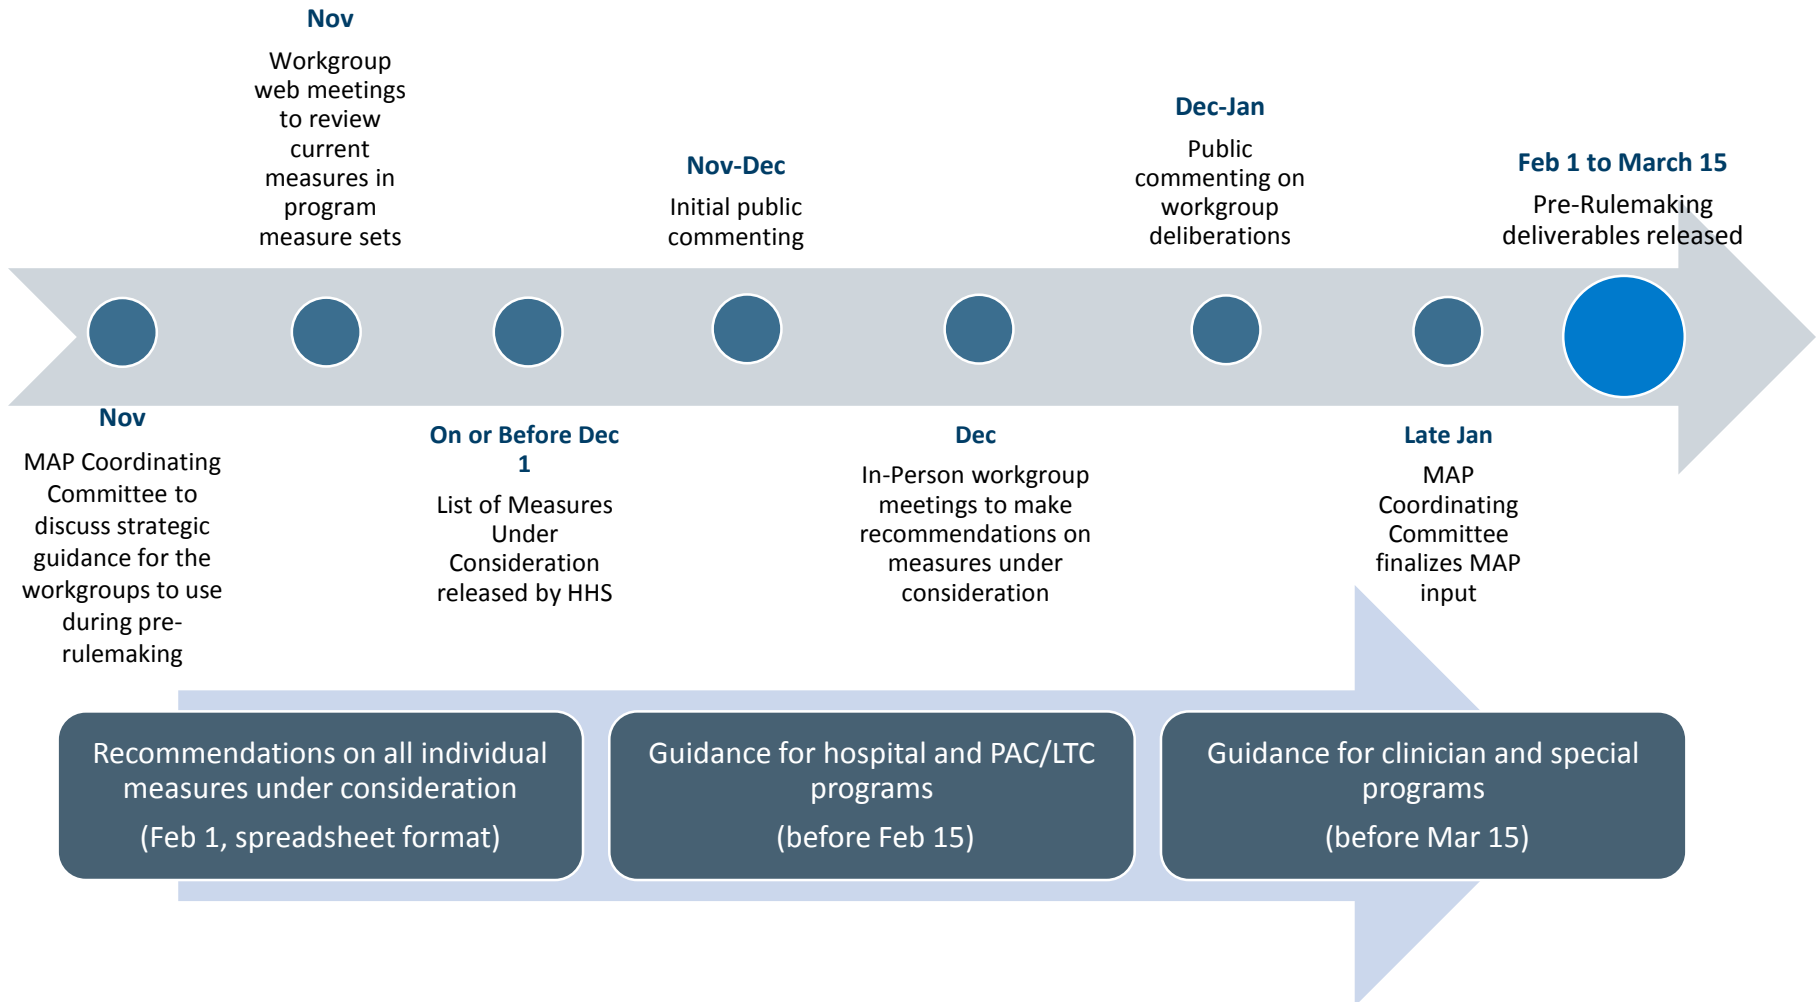 Nov
Workgroup
web meetings
to review
current
measures in
program
measure sets
Nov-Dec
Initial public
commenting
Dec-Jan
Public
commenting on
workgroup
deliberations
Feb 1 to March 15
Pre-Rulemaking
deliverables released
Nov
MAP Coordinating
Committee to
discuss strategic
guidance for the
workgroups to use
during pre-
rulemaking
On or Before Dec
1
List of Measures
Under
Consideration
released by HHS
Dec
In-Person workgroup
meetings to make
recommendations on
measures under
consideration
Late Jan
MAP
Coordinating
Committee
finalizes MAP
input
Recommendations on all individual
measures under consideration
(Feb 1, spreadsheet format)
Guidance for hospital and PAC/LTC
programs
(before Feb 15)
Guidance for clinician and special
programs
(before Mar 15)